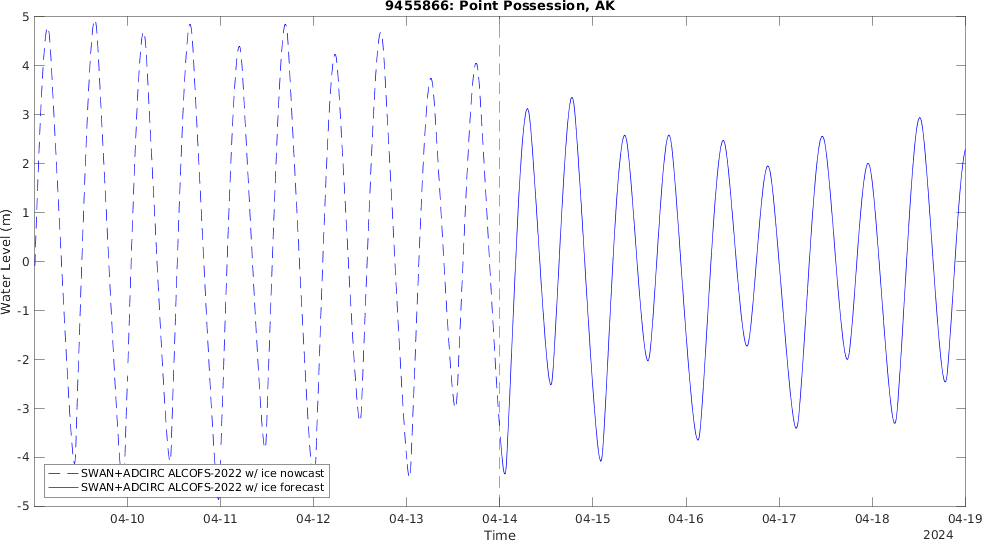 9455866: Point Possession, AK
5
4
3
2
1
0
-1
-2
-3
-4
-5
Water Level (m)
SWAN+ADCIRC ALCOFS-2022 w/ ice nowcast
SWAN+ADCIRC ALCOFS-2022 w/ ice forecast
04-10 04-11 04-12 04-13 04-14 04-15 04-16 04-17 04-18 04-19
Time
2024